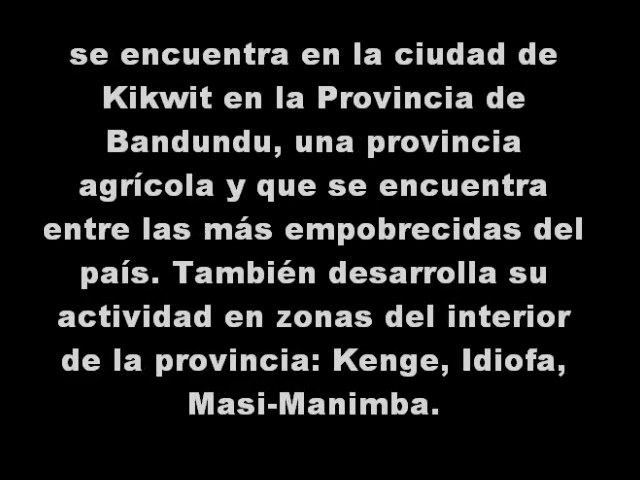 se encuentra en la ciudad de
Kikwit en la Provincia de
Bandundu, una provincia
agrícola y que se encuentra
entre las más empobrecidas del
país. También desarrolla su
actividad en zonas del interior
de la provincia: Kenge, Idiofa,
Masi-Manimba.